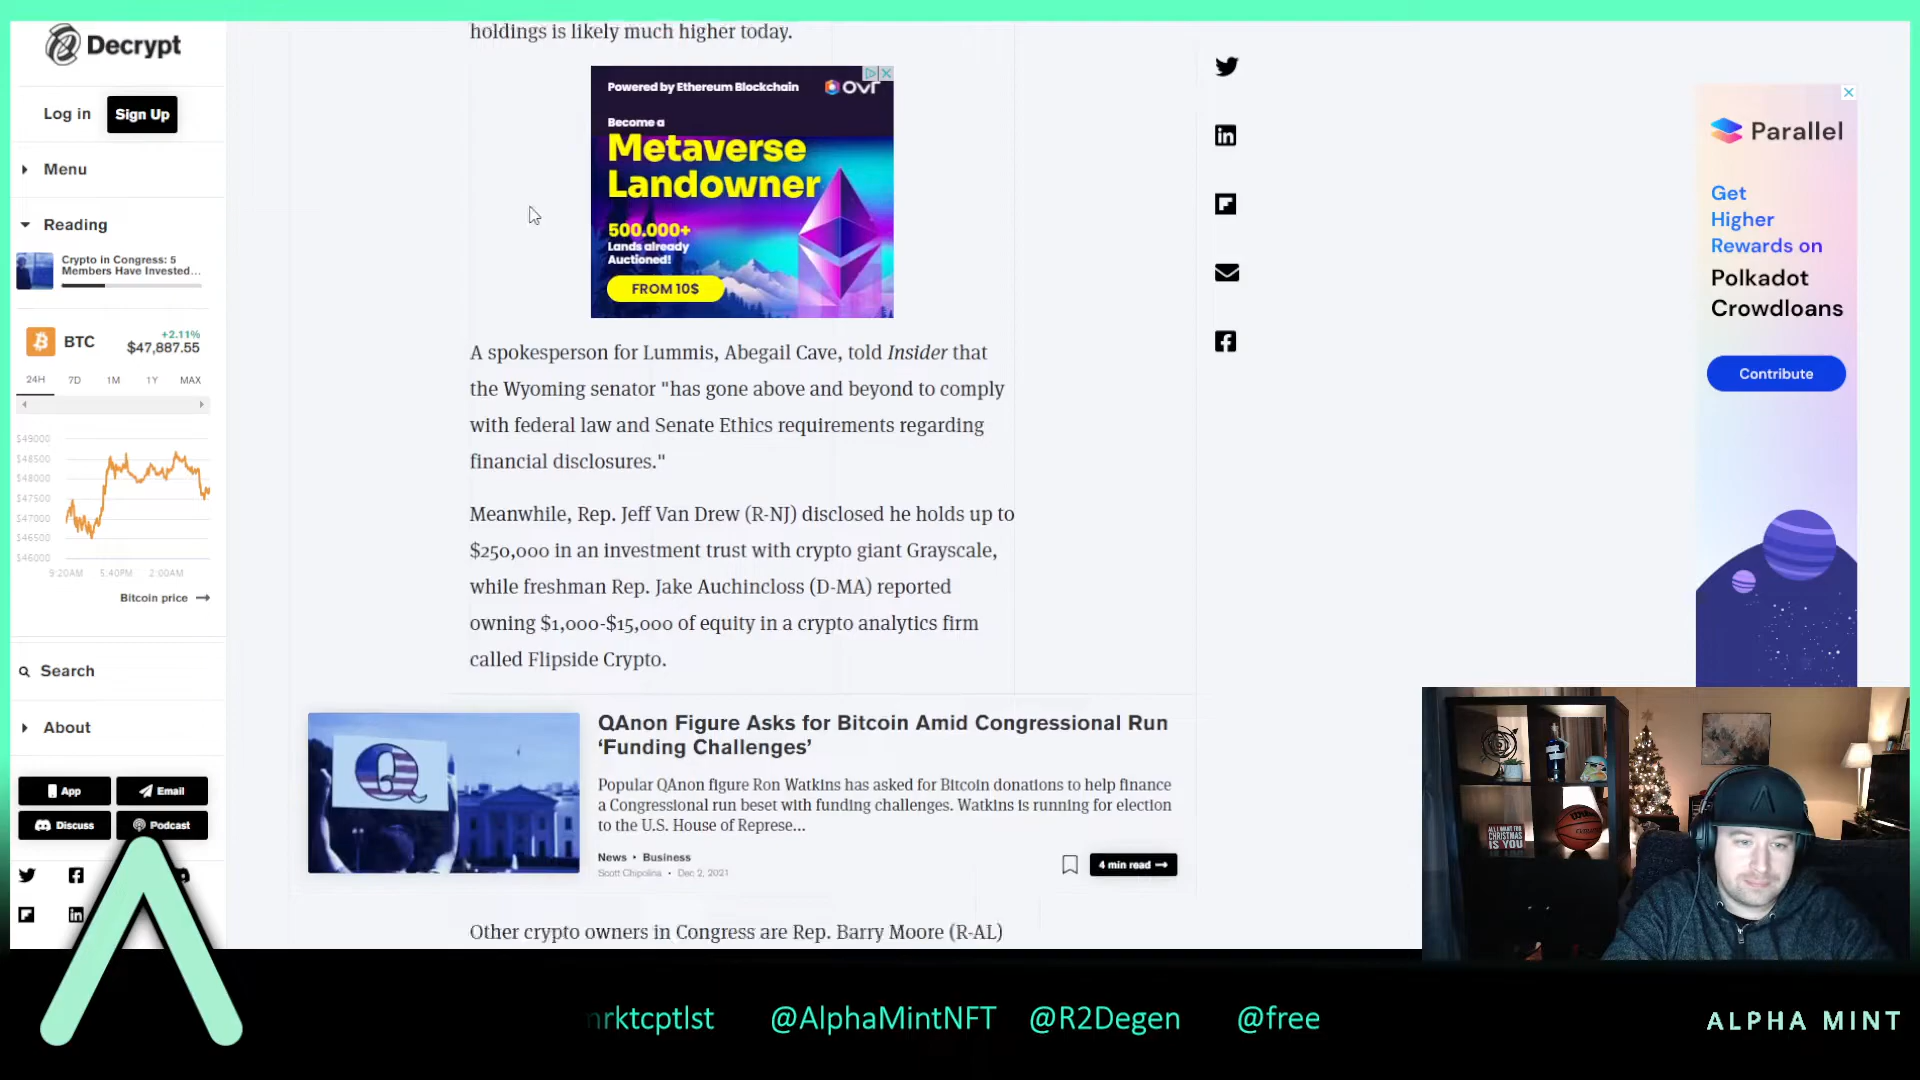 Decrypt
Log in
Sign Up
Menu
Reading
Crypto in Congress: 5
Members Have Invested...
BTC
+2.11%
$47,887.55
24H 7D 1M 1Y MAX
$49000
$48500
$48000
$47500
$47000
$46500
$46000
9:20AM 5:40PM 2:00AM
Bitcoin price
Search
About
App
Email
Discuss
Podcast
holdings is likely much higher today.
Powered by Ethereum Blockchain
OVR
Become a
Metaverse
Landowner
500.000+
Lands already
Auctioned!
FROM 10$
A spokesperson for Lummis, Abegail Cave, told Insider that
the Wyoming senator "has gone above and beyond to comply
with federal law and Senate Ethics requirements regarding
financial disclosures."
Meanwhile, Rep. Jeff Van Drew (R-NJ) disclosed he holds up to
$250,000 in an investment trust with crypto giant Grayscale,
while freshman Rep. Jake Auchincloss (D-MA) reported
owning $1,000-$15,000 of equity in a crypto analytics firm
called Flipside Crypto.
QAnon Figure Asks for Bitcoin Amid Congressional Run
‘Funding Challenges’
Popular QAnon figure Ron Watkins has asked for Bitcoin donations to help finance
a Congressional run beset with funding challenges. Watkins is running for election
to the U.S. House of Represe...
News • Business
Scott Chipolina • Dec 2, 2021
4 min read
Other crypto owners in Congress are Rep. Barry Moore (R-AL)
Parallel
Get
Higher
Rewards on
Polkadot
Crowdloans
Contribute
ALL I WANT FOR
CHRISTMAS
IS YOU
Wilson
mrktcptlst @AlphaMintNFT @R2Degen @free
ALPHA MINT